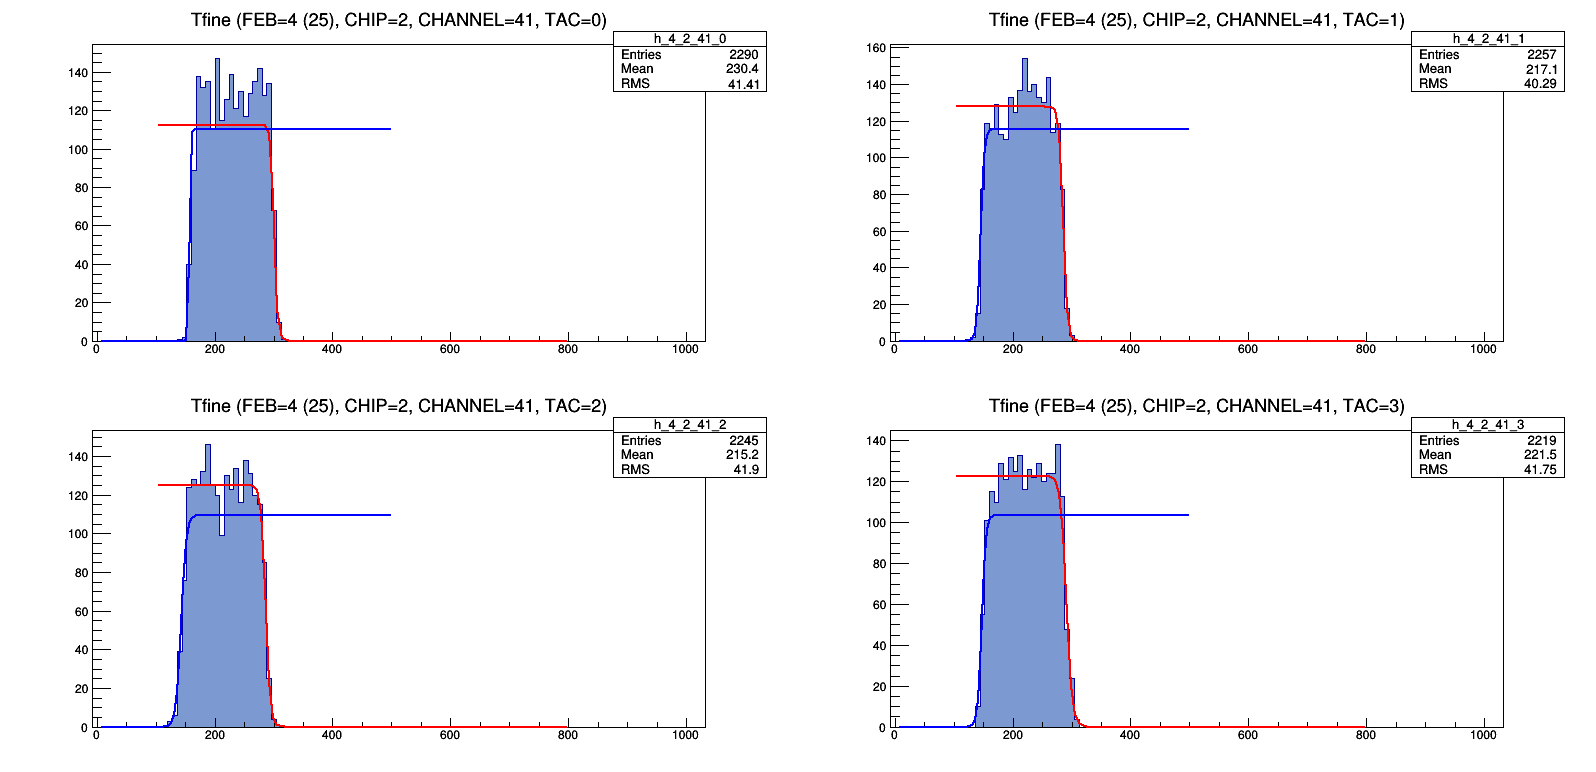 Tfine (FEB=4 (25), CHIP=2, CHANNEL=41, TAC=0)
h_4_2_41_0
Entries 2290
Mean 230.4
RMS 41.41
140
120
100
80
60
40
20
0
0 200 400 600 800 1000
Tfine (FEB=4 (25), CHIP=2, CHANNEL=41, TAC=1)
h_4_2_41_1
Entries 2257
Mean 217.1
RMS 40.29
160
140
120
100
80
60
40
20
0
0 200 400 600 800 1000
Tfine (FEB=4 (25), CHIP=2, CHANNEL=41, TAC=2)
h_4_2_41_2
Entries 2245
Mean 215.2
RMS 41.9
140
120
100
80
60
40
20
0
0 200 400 600 800 1000
Tfine (FEB=4 (25), CHIP=2, CHANNEL=41, TAC=3)
h_4_2_41_3
Entries 2219
Mean 221.5
RMS 41.75
140
120
100
80
60
40
20
0
0 200 400 600 800 1000